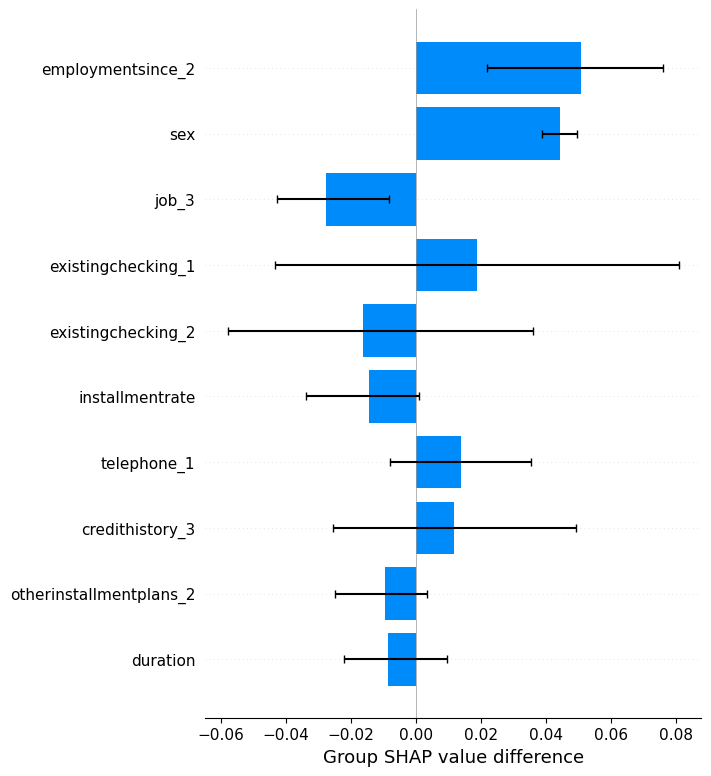 employmentsince_2
sex
job_3
existingchecking_1
existingchecking_2
installmentrate
telephone_1
credithistory_3
otherinstallmentplans_2
duration
−0.06 −0.04 −0.02 0.00 0.02 0.04 0.06 0.08
Group SHAP value difference